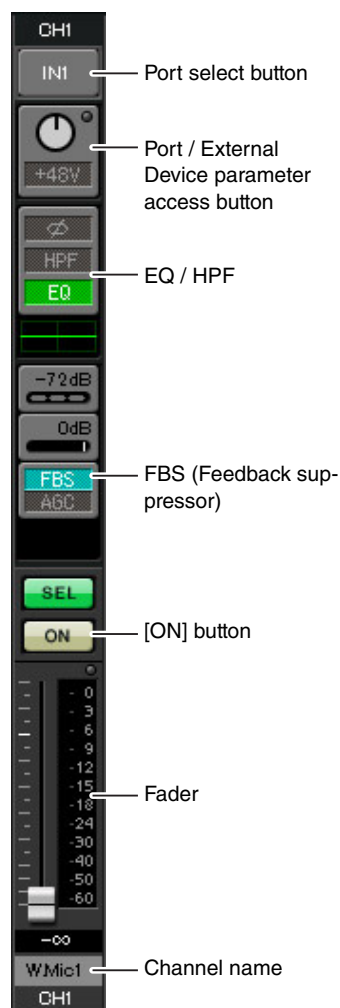 CH1
IN1
Port select button
Port / External
Device parameter
access button
+48V
Ø
HPF
EQ
EQ / HPF
-72dB
0dB
FBS
AGC
FBS (Feedback sup-
pressor)
SEL
ON
[ON] button
- 0
- 3
- 6
- 9
-12
-15
-18
-24
-30
-40
-50
-60
Fader
-∞
W.Mic1
Channel name
CH1